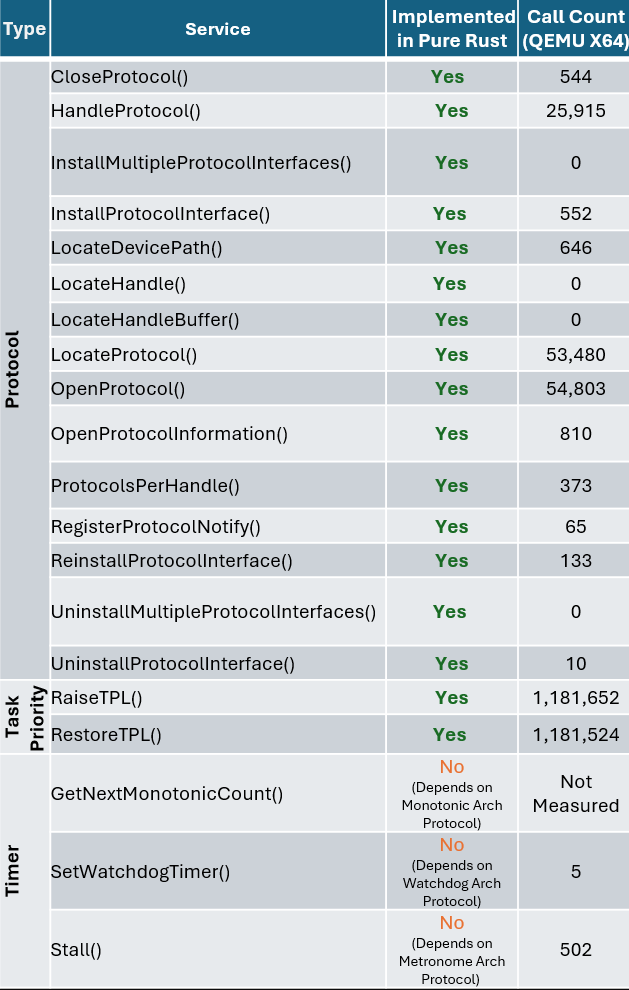 Type Service Implemented in Pure Rust Call Count (QEMU X64)
Protocol
CloseProtocol() Yes 544
HandleProtocol() Yes 25,915
InstallMultipleProtocolInterfaces() Yes 0
InstallProtocolInterface() Yes 552
LocateDevicePath() Yes 646
LocateHandle() Yes 0
LocateHandleBuffer() Yes 0
LocateProtocol() Yes 53,480
OpenProtocol() Yes 54,803
OpenProtocolInformation() Yes 810
ProtocolsPerHandle() Yes 373
RegisterProtocolNotify() Yes 65
ReinstallProtocolInterface() Yes 133
UninstallMultipleProtocolInterfaces() Yes 0
UninstallProtocolInterface() Yes 10
Task Priority
RaiseTPL() Yes 1,181,652
RestoreTPL() Yes 1,181,524
Timer
GetNextMonotonicCount() No (Depends on Monotonic Arch Protocol) Not Measured
SetWatchdogTimer() No (Depends on Watchdog Arch Protocol) 5
Stall() No (Depends on Metronome Arch Protocol) 502